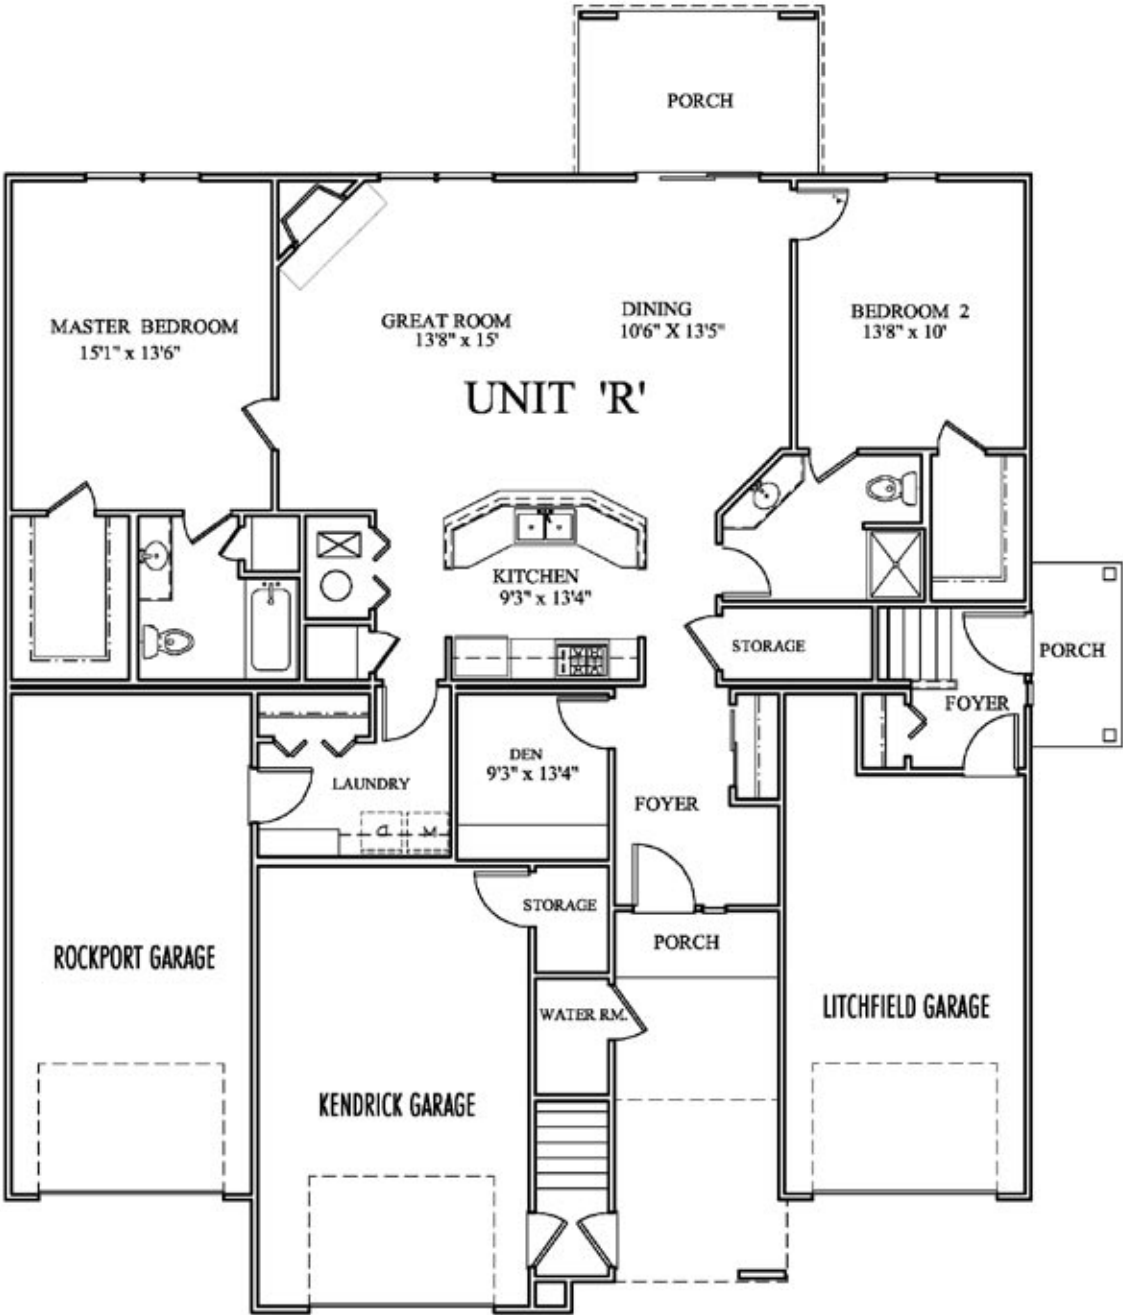 PORCH
MASTER BEDROOM
15'1" x 13'6"
GREAT ROOM
13'8" x 15'
DINING
10'6" X 13'5"
BEDROOM 2
13'8" x 10'
UNIT 'R'
KITCHEN
9'3" x 13'4"
STORAGE
PORCH
FOYER
DEN
9'3" x 13'4"
LAUNDRY
FOYER
STORAGE
PORCH
ROCKPORT GARAGE
WATER RM.
LITCHFIELD GARAGE
KENDRICK GARAGE